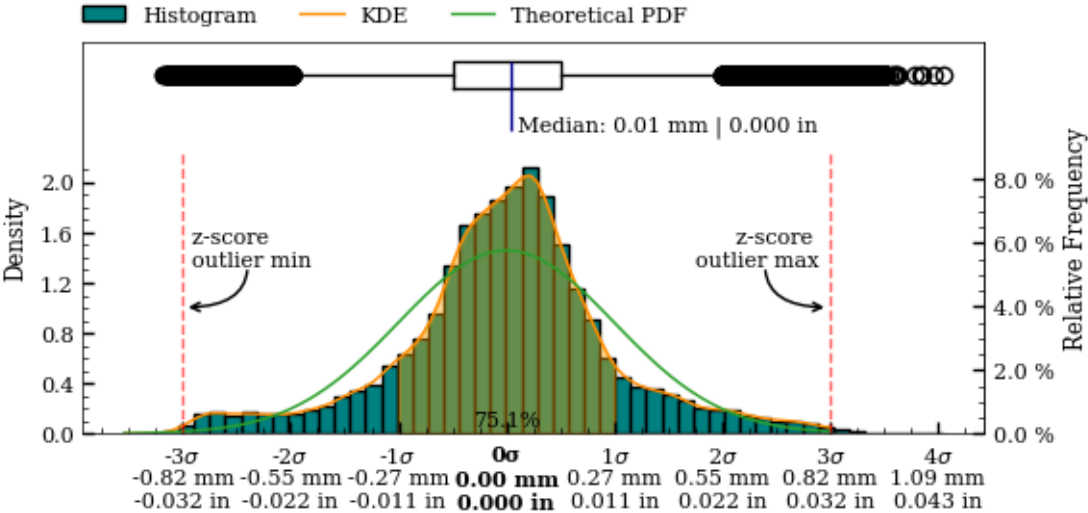 Histogram KDE Theoretical PDF
Median: 0.01 mm | 0.000 in
Density
2.0
1.6
1.2
0.8
0.4
0.0
z-score
outlier min
z-score
outlier max
75.1%
8.0 %
6.0 %
4.0 %
2.0 %
0.0 %
Relative Frequency
-3σ -2σ -1σ 0σ 1σ 2σ 3σ 4σ
-0.82 mm -0.55 mm -0.27 mm 0.00 mm 0.27 mm 0.55 mm 0.82 mm 1.09 mm
-0.032 in -0.022 in -0.011 in 0.000 in 0.011 in 0.022 in 0.032 in 0.043 in